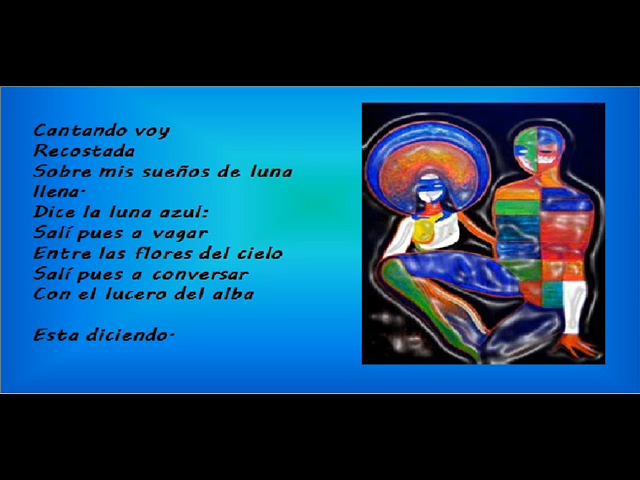 Cantando voy
Recostada
Sobre mis sueños de luna
llena.
Dice la luna azul:
Salí pues a vagar
Entre las flores del cielo
Salí pues a conversar
Con el lucero del alba
Esta diciendo.